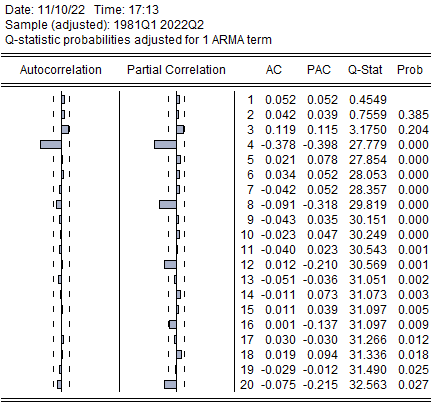 Date: 11/10/22 Time: 17:13
Sample (adjusted): 1981Q1 2022Q2
Q-statistic probabilities adjusted for 1 ARMA term
Autocorrelation Partial Correlation AC PAC Q-Stat Prob
1 0.052 0.052 0.4549
2 0.042 0.039 0.7559 0.385
3 0.119 0.115 3.1750 0.204
4 -0.378 -0.398 27.779 0.000
5 0.021 0.078 27.854 0.000
6 0.034 0.052 28.053 0.000
7 -0.042 0.052 28.357 0.000
8 -0.091 -0.318 29.819 0.000
9 -0.043 0.035 30.151 0.000
10 -0.023 0.047 30.249 0.000
11 -0.040 0.023 30.543 0.001
12 0.012 -0.210 30.569 0.001
13 -0.051 -0.036 31.051 0.002
14 -0.011 0.073 31.073 0.003
15 0.011 0.039 31.097 0.005
16 0.001 -0.137 31.097 0.009
17 0.030 -0.030 31.266 0.012
18 0.019 0.094 31.336 0.018
19 -0.029 -0.012 31.490 0.025
20 -0.075 -0.215 32.563 0.027